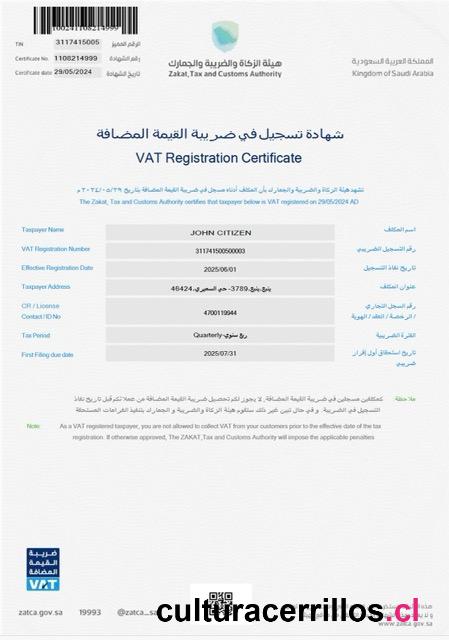 100241108214999
TIN 3117415005 الرقم المميز
Certificate No. 1108214999 رقم الشهادة
Cerificate date 29/05/2024 تاريخ الشهادة
هيئة الزكاة والضريبة والجمارك
Zakat, Tax and Customs Authority
المملكة العربية السعودية
Kingdom of Saudi Arabia
شهادة تسجيل في ضريبة القيمة المضافة
VAT Registration Certificate
تشهد هيئة الزكاة والضريبة والجمارك بأن المكلف أدناه مسجل في ضريبة القيمة المضافة بتاريخ ٢٠٢٤/٠٥/٢٩ م
The Zakat, Tax and Customs Authority certifies that taxpayer below is VAT registered on 29/05/2024 AD
Taxpayer Name JOHN CITIZEN اسم المكلف
VAT Registration Number 311741500500003 رقم التسجيل الضريبي
Effective Registration Date 2025/06/01 تاريخ نفاذ التسجيل
Taxpayer Address ينبع,ينبع,3789- حي السميري,46424 عنوان المكلف
CR / License رقم السجل التجاري
Contact / ID No 4700119944 / الرخصة / العقد / الهوية
Tax Period Quarterly-ربع سنوي الفترة الضريبية
First Filing due date 2025/07/31 تاريخ استحقاق أول إقرار
ضريبي
ملاحظة كمكلفين مسجلين في ضريبة القيمة المضافة، لا يجوز لكم تحصيل ضريبة القيمة المضافة من عملائكم قبل تاريخ نفاذ
التسجيل في الضريبة. و في حال تبين غير ذلك ستقوم هيئة الزكاة والضريبة و الجمارك بتنفيذ الغرامات المستحقة
Note: As a VAT registered taxpayer, you are not allowed to collect VAT from your customers prior to the effective date of the tax
registration. If otherwise approved, The ZAKAT,Tax and Customs Authority will impose the applicable penalties
ضريبة
القيمة
المضافة
VAT
zatca.gov.sa 19993 @zatca_sa
www.zatca.gov.sa
culturacerrillos.cl